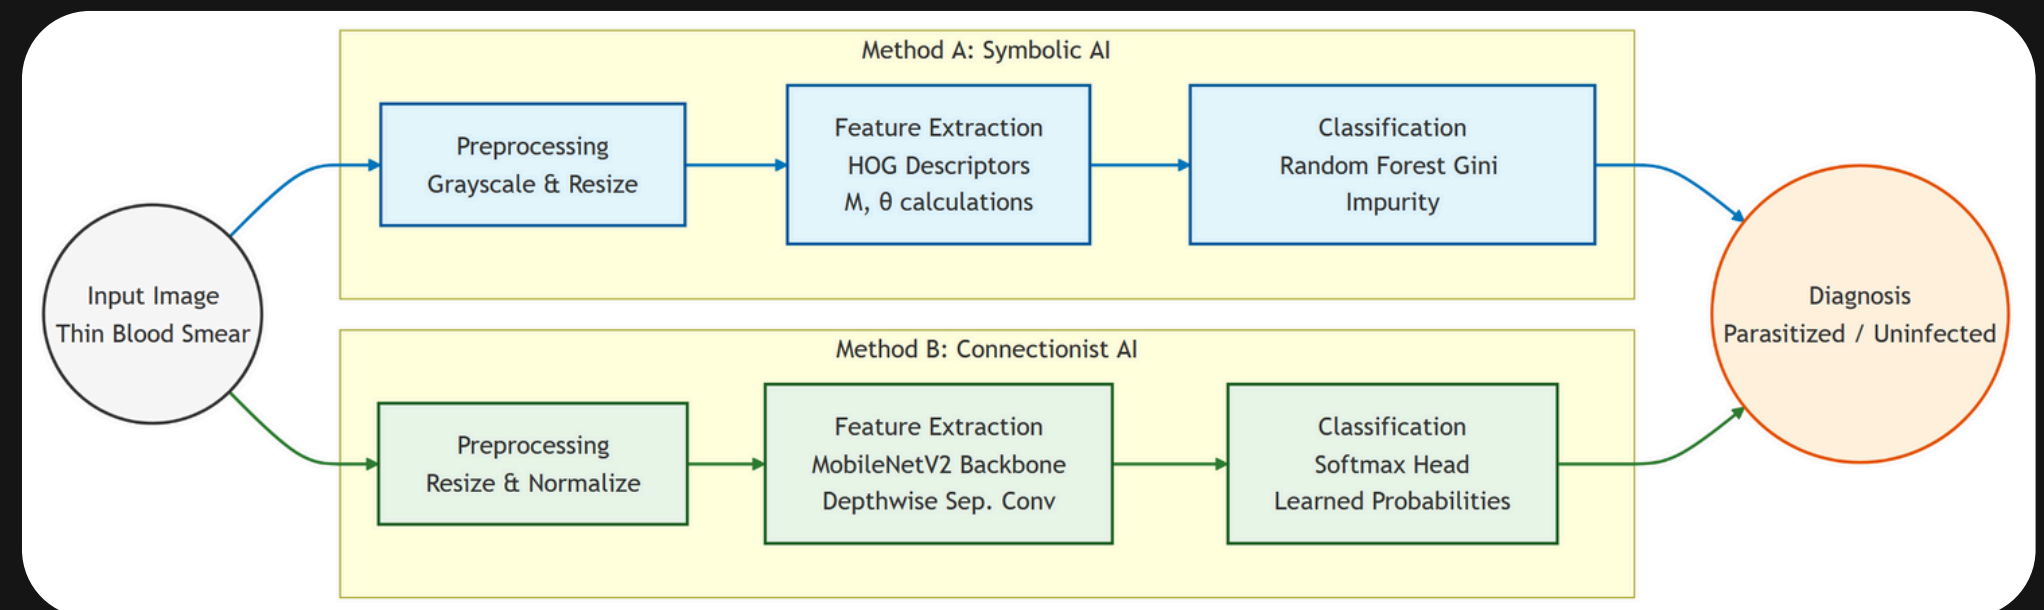 Method A: Symbolic AI
Preprocessing
Grayscale & Resize
Feature Extraction
HOG Descriptors
M, θ calculations
Classification
Random Forest Gini
Impurity
Input Image
Thin Blood Smear
Diagnosis
Parasitized / Uninfected
Method B: Connectionist AI
Preprocessing
Resize & Normalize
Feature Extraction
MobileNetV2 Backbone
Depthwise Sep. Conv
Classification
Softmax Head
Learned Probabilities